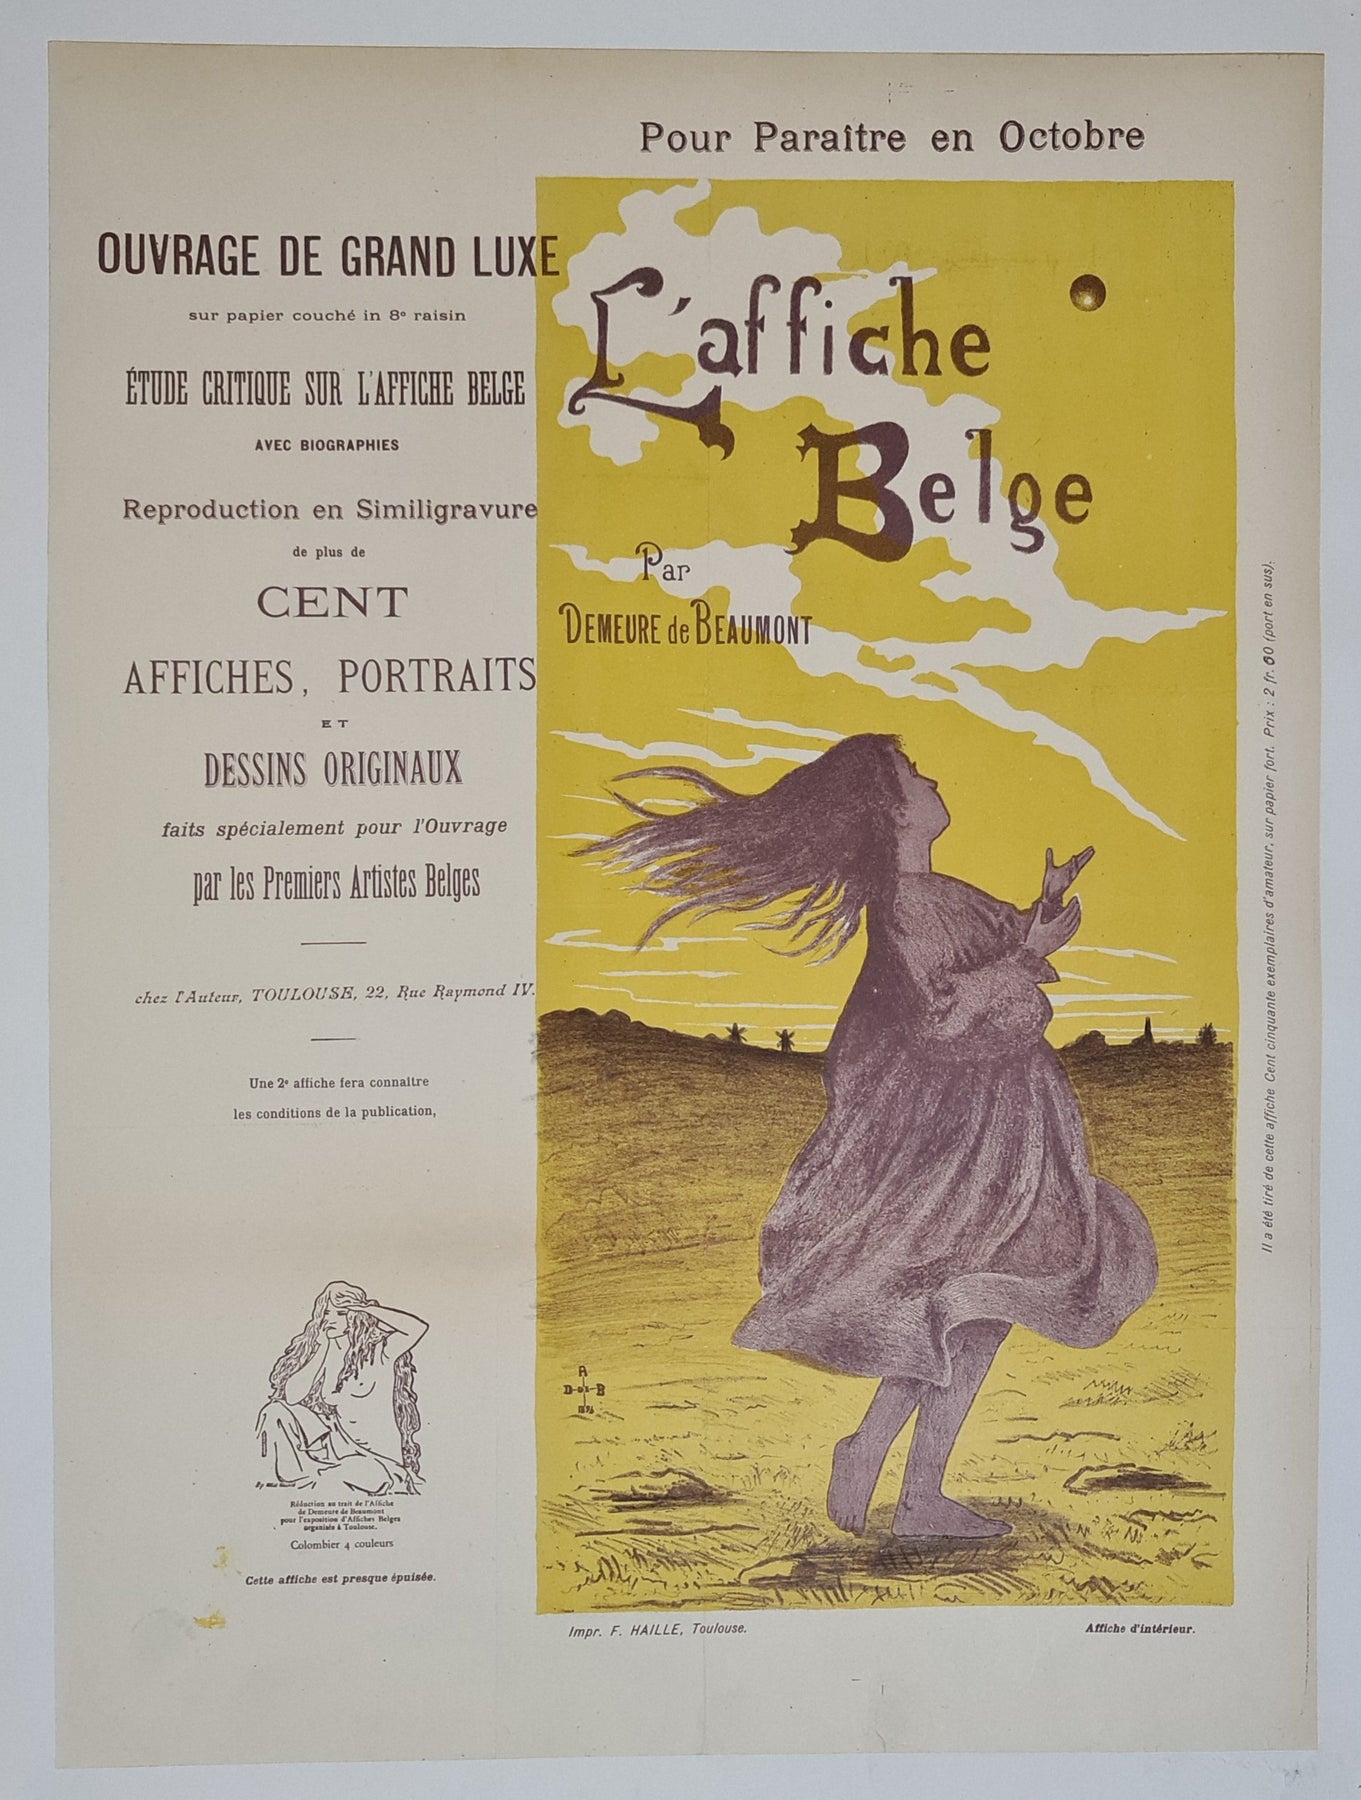 Pour Paraître en Octobre
OUVRAGE DE GRAND LUXE
sur papier couché in 8º raisin
ÉTUDE CRITIQUE SUR L'AFFICHE BELGE
AVEC BIOGRAPHIES
Reproduction en Similigravure
de plus de
CENT
AFFICHES, PORTRAITS
ET
DESSINS ORIGINAUX
faits spécialement pour l'Ouvrage
par les Premiers Artistes Belges
chez l'Auteur, TOULOUSE, 22, Rue Raymond IV.
Une 2e affiche fera connaître
les conditions de la publication,
Réduction au trait de l'Affiche
de Demeure de Beaumont
pour l'exposition d'Affiches Belges
organisée à Toulouse.
Colombier 4 couleurs
Cette affiche est presque épuisée.
L'affiche
Belge
Par
DEMEURE de BEAUMONT
A
D-DE-B
1896
Impr. F. HAILLE, Toulouse.
Affiche d'intérieur.
Il a été tiré de cette affiche Cent cinquante exemplaires d'amateur, sur papier fort. Prix : 2 fr. 60 (port en sus).